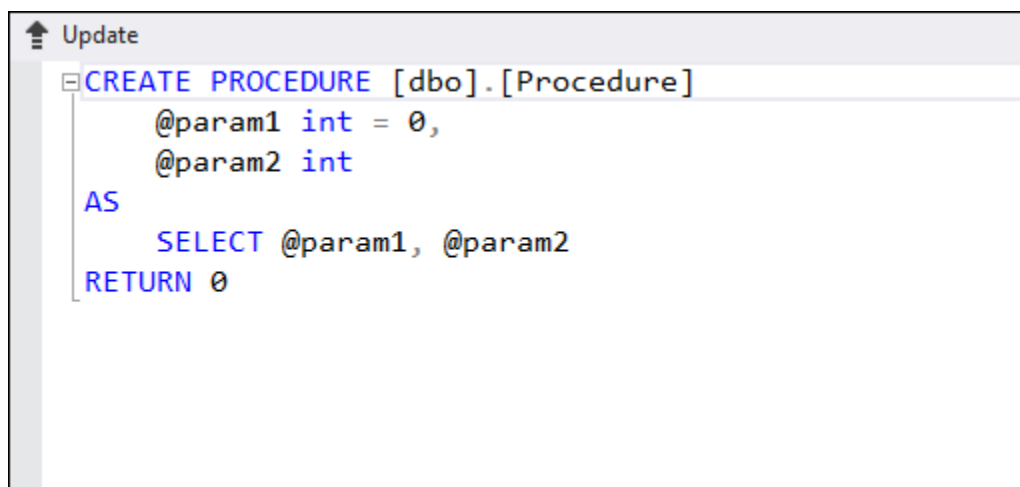 Update
CREATE PROCEDURE [dbo].[Procedure]
@param1 int = 0,
@param2 int
AS
SELECT @param1, @param2
RETURN 0